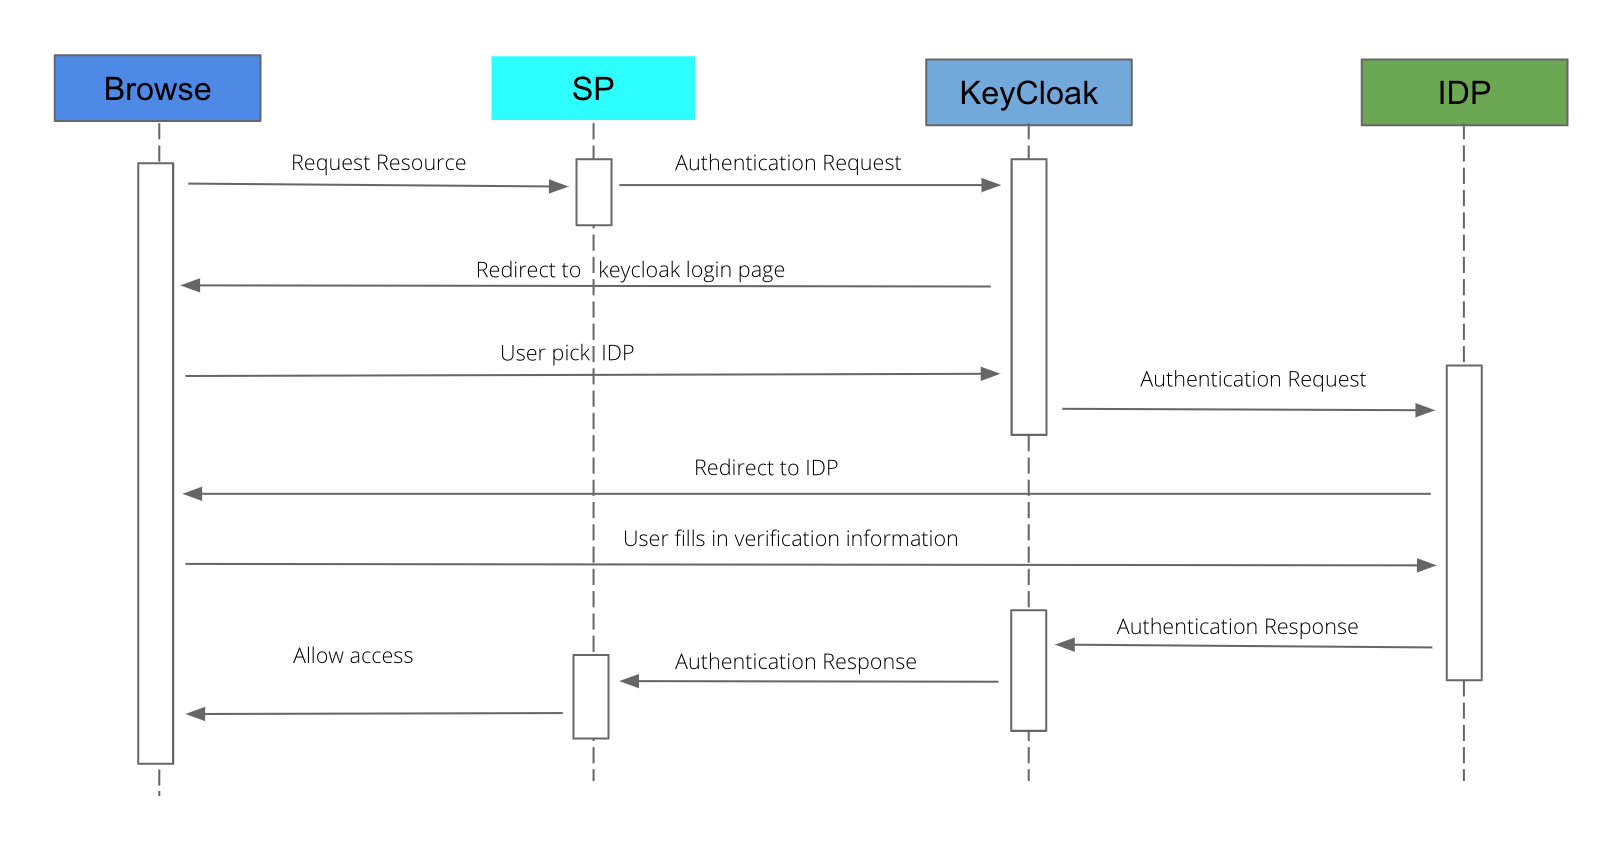 Browse
SP
KeyCloak
IDP
Request Resource
Authentication Request
Redirect to keycloak login page
User pick IDP
Authentication Request
Redirect to IDP
User fills in verification information
Authentication Response
Allow access
Authentication Response